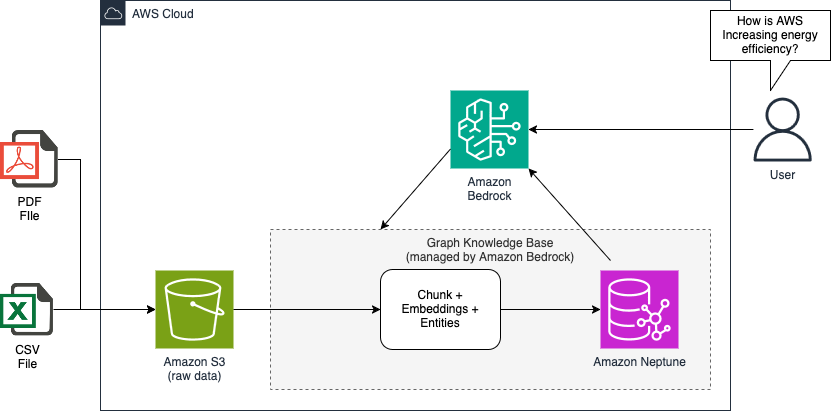 AWS Cloud
How is AWS
Increasing energy
efficiency?
User
Amazon
Bedrock
PDF
FIle
Graph Knowledge Base
(managed by Amazon Bedrock)
Chunk +
Embeddings +
Entities
CSV
File
Amazon S3
(raw data)
Amazon Neptune
X